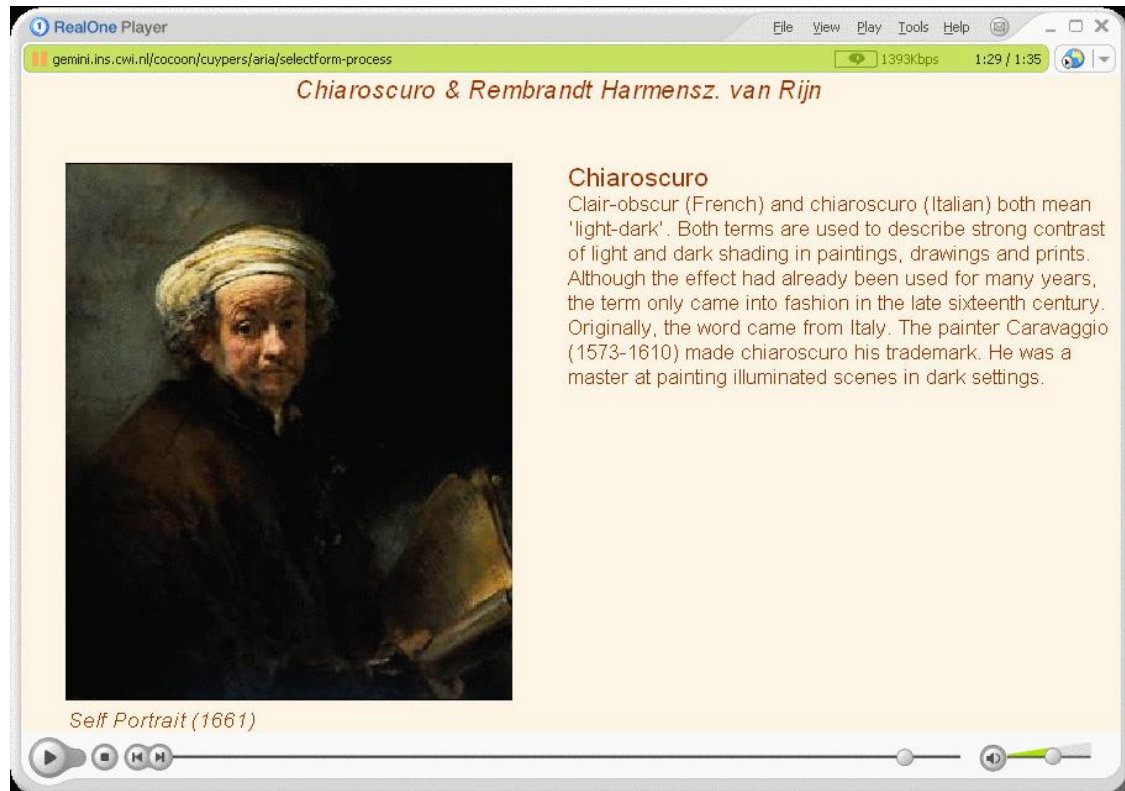 RealOne Player
File View Play Tools Help
gemini.ins.cwi.nl/cocoon/cuypers/aria/selectform-process
1393Kbps
1:29 / 1:35
Chiaroscuro & Rembrandt Harmensz. van Rijn
Chiaroscuro
Clair-obscur (French) and chiaroscuro (Italian) both mean
'light-dark'. Both terms are used to describe strong contrast
of light and dark shading in paintings, drawings and prints.
Although the effect had already been used for many years,
the term only came into fashion in the late sixteenth century.
Originally, the word came from Italy. The painter Caravaggio
(1573-1610) made chiaroscuro his trademark. He was a
master at painting illuminated scenes in dark settings.
Self Portrait (1661)